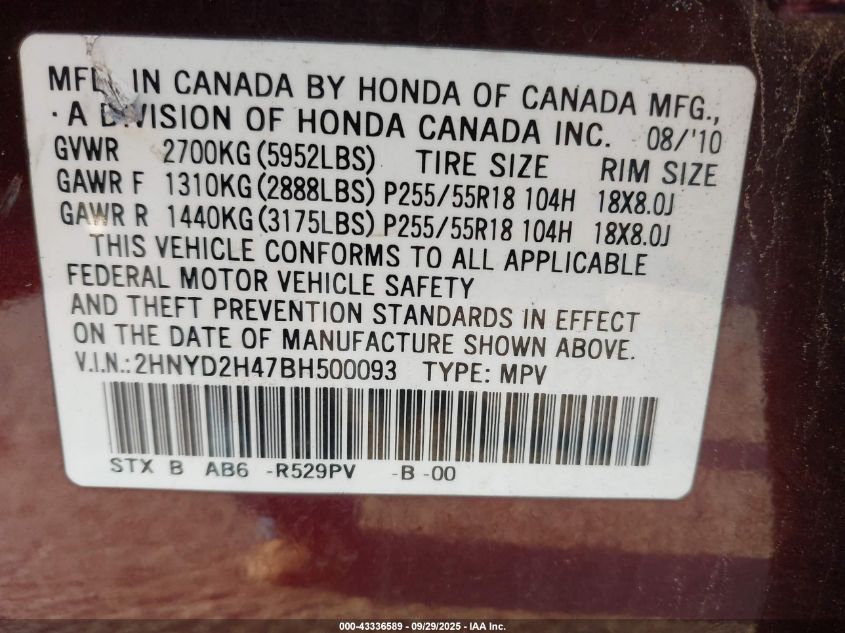 MFD. IN CANADA BY HONDA OF CANADA MFG.,
·A DIVISION OF HONDA CANADA INC. 08/'10
GVWR 2700KG (5952LBS) TIRE SIZE RIM SIZE
GAWR F 1310KG (2888LBS) P255/55R18 104H 18X8.0J
GAWR R 1440KG (3175LBS) P255/55R18 104H 18X8.0J
THIS VEHICLE CONFORMS TO ALL APPLICABLE
FEDERAL MOTOR VEHICLE SAFETY
AND THEFT PREVENTION STANDARDS IN EFFECT
ON THE DATE OF MANUFACTURE SHOWN ABOVE.
V.I.N.:2HNYD2H47BH500093 TYPE: MPV
STX B AB6 -R529PV -B -00
000-43336589 - 09/29/2025 - IAA Inc.